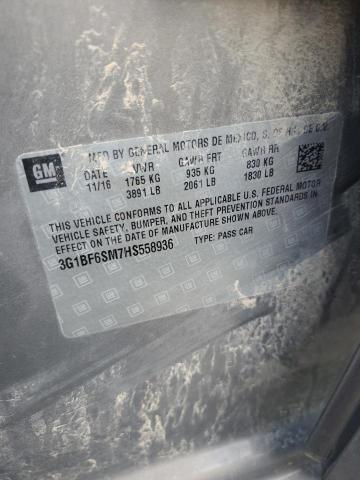 GM
MFD BY GENERAL MOTORS DE MEXICO, S. DE R.L. DE C.V.
DATE GVWR GAWR FRT GAWR RR
11/16 1765 KG 935 KG 830 KG
3891 LB 2061 LB 1830 LB
THIS VEHICLE CONFORMS TO ALL APPLICABLE U.S. FEDERAL MOTOR
VEHICLE SAFETY, BUMPER, AND THEFT PREVENTION STANDARDS IN
EFFECT ON THE DATE OF MANUFACTURE SHOWN ABOVE.
3G1BF6SM7HS558936 TYPE: PASS CAR